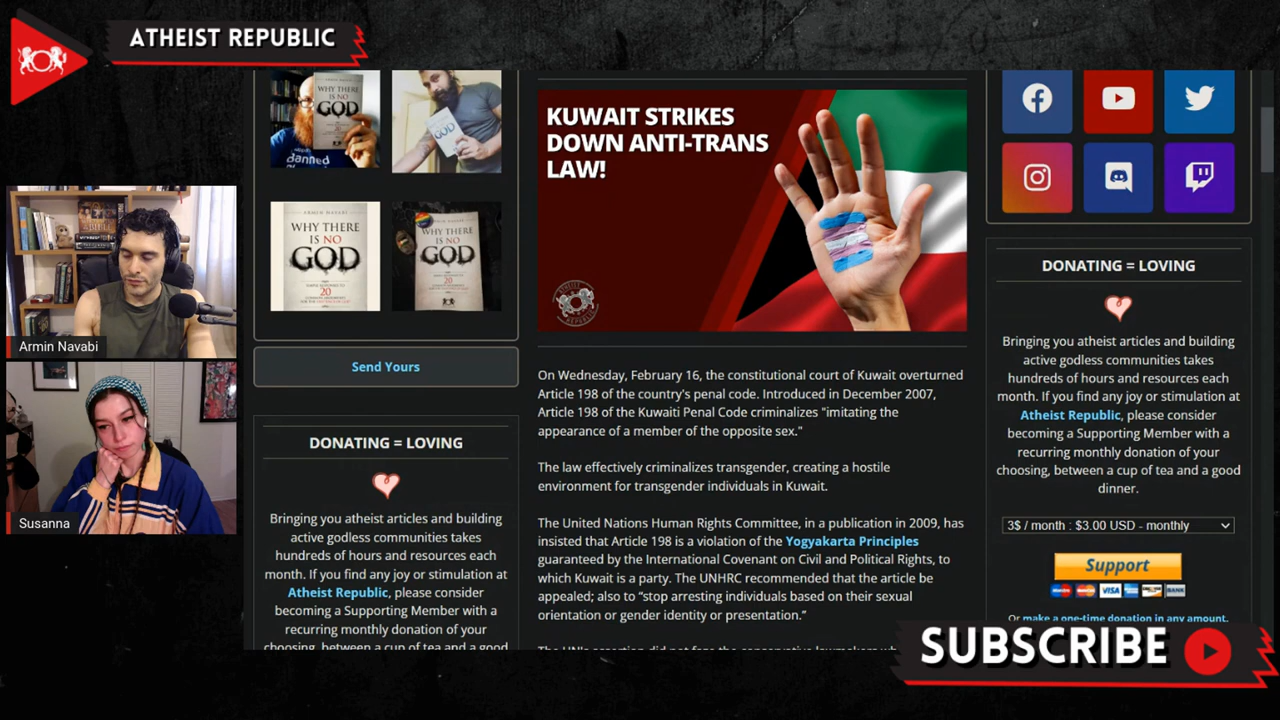 ATHEIST REPUBLIC
WHY THERE
IS NO
GOD
damned
GOD
ARMIN NAVABI
WHY THERE
IS NO
GOD
20
WHY THERE
IS NO
GOD
20
Send Yours
DONATING = LOVING
Bringing you atheist articles and building
active godless communities takes
hundreds of hours and resources each
month. If you find any joy or stimulation at
Atheist Republic, please consider
becoming a Supporting Member with a
recurring monthly donation of your
choosing, between a cup of tea and a good
Armin Navabi
Susanna
KUWAIT STRIKES
DOWN ANTI-TRANS
LAW!
On Wednesday, February 16, the constitutional court of Kuwait overturned
Article 198 of the country's penal code. Introduced in December 2007,
Article 198 of the Kuwaiti Penal Code criminalizes "imitating the
appearance of a member of the opposite sex."
The law effectively criminalizes transgender, creating a hostile
environment for transgender individuals in Kuwait.
The United Nations Human Rights Committee, in a publication in 2009, has
insisted that Article 198 is a violation of the Yogyakarta Principles
guaranteed by the International Covenant on Civil and Political Rights, to
which Kuwait is a party. The UNHRC recommended that the article be
appealed; also to “stop arresting individuals based on their sexual
orientation or gender identity or presentation.”
DONATING = LOVING
Bringing you atheist articles and building
active godless communities takes
hundreds of hours and resources each
month. If you find any joy or stimulation at
Atheist Republic, please consider
becoming a Supporting Member with a
recurring monthly donation of your
choosing, between a cup of tea and a good
dinner.
3$ / month : $3.00 USD - monthly
Support
VISA
BANK
Or make a one-time donation in any amount.
SUBSCRIBE